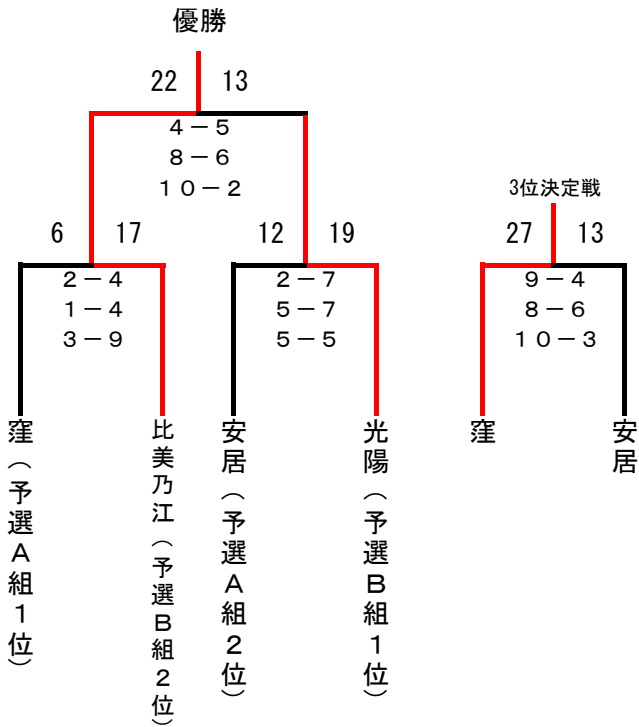 優勝
22 13
4-5
8-6
10-2
6 17
2-4
1-4
3-9
12 19
2-7
5-7
5-5
3位決定戦
27 13
9-4
8-6
10-3
窪(予選A組1位)
比美乃江(予選B組2位)
安居(予選A組2位)
光陽(予選B組1位)
窪
安居